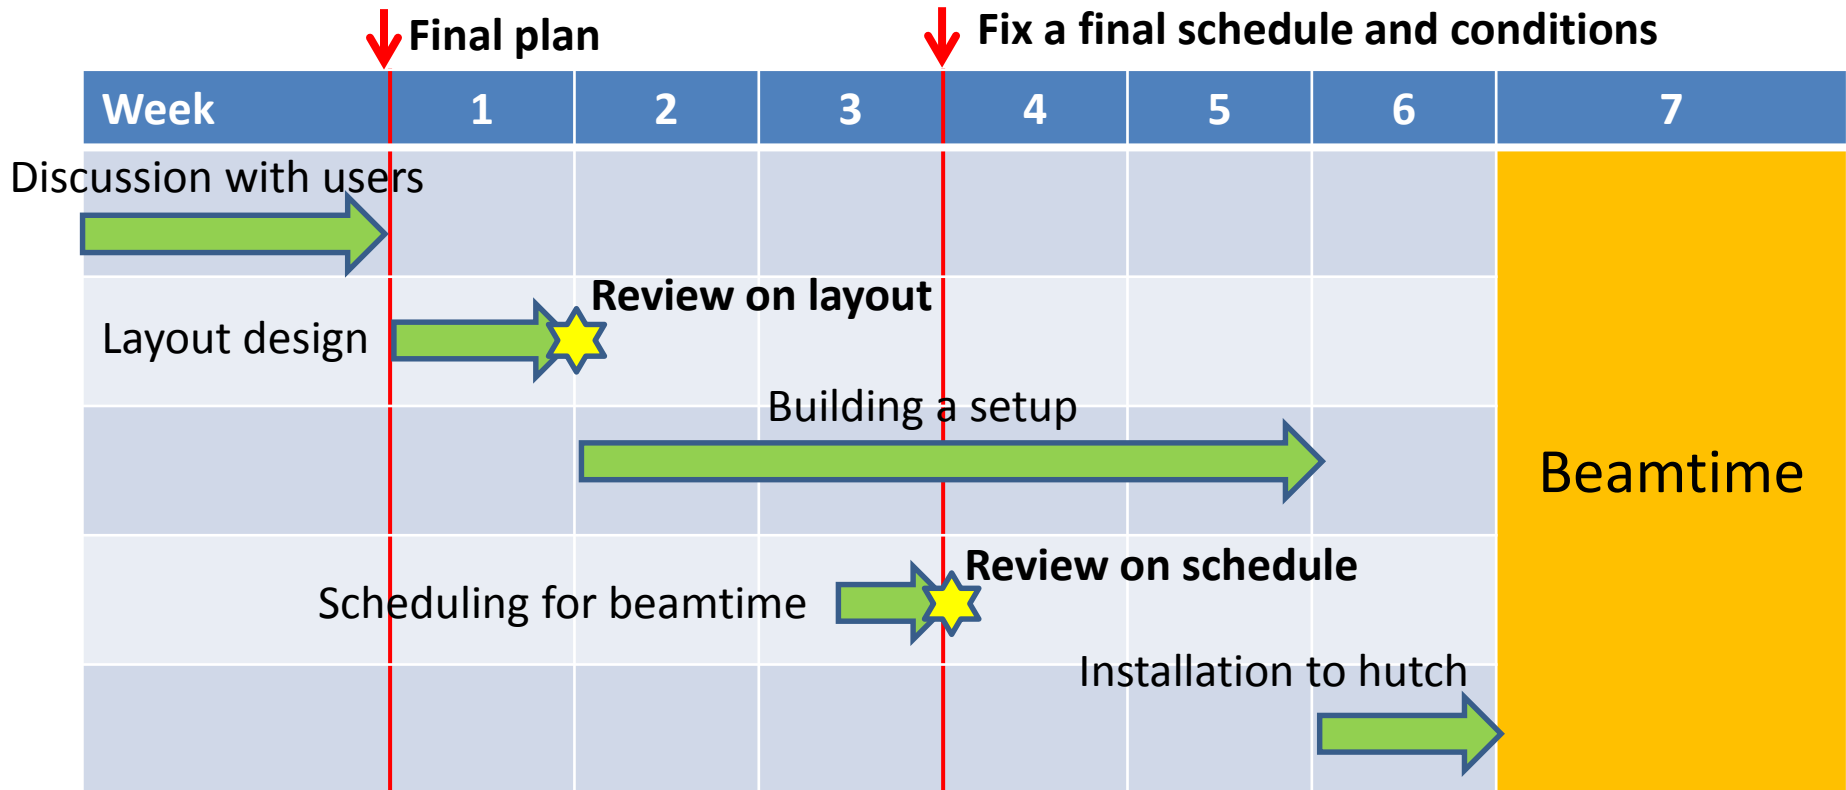 Final plan
Fix a final schedule and conditions
Week 1 2 3 4 5 6 7
Discussion with users
Review on layout
Layout design
Building a setup
Beamtime
Review on schedule
Scheduling for beamtime
Installation to hutch